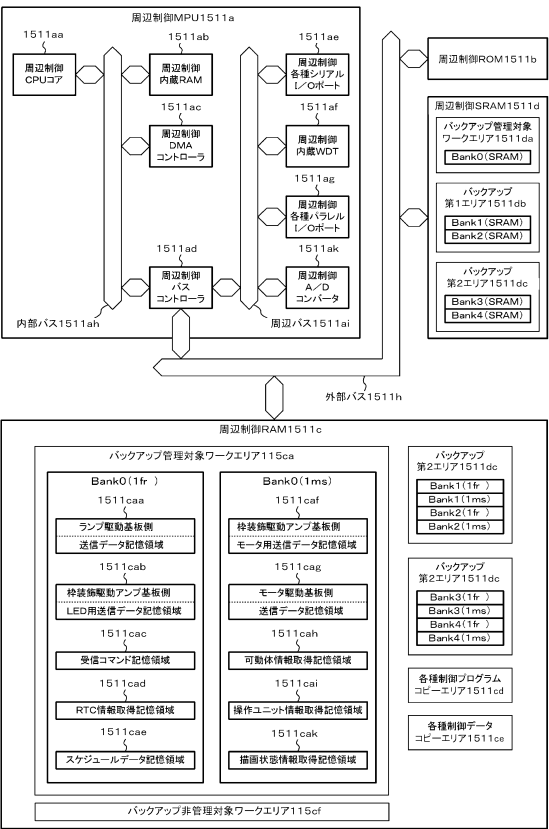 周辺制御MPU1511a
1511aa
周辺制御
CPUコア
1511ab
周辺制御
内蔵RAM
1511ac
周辺制御
DMA
コントローラ
1511ad
周辺制御
バス
コントローラ
1511ae
周辺制御
各種シリアル
I/Oポート
1511af
周辺制御
内蔵WDT
1511ag
周辺制御
各種パラレル
I/Oポート
1511ak
周辺制御
A/D
コンバータ
内部バス1511ah
周辺バス1511ai
周辺制御ROM1511b
周辺制御SRAM1511d
バックアップ管理対象
ワークエリア1511da
Bank0(SRAM)
バックアップ
第1エリア1511db
Bank1(SRAM)
Bank2(SRAM)
バックアップ
第2エリア1511dc
Bank3(SRAM)
Bank4(SRAM)
外部バス1511h
周辺制御RAM1511c
バックアップ管理対象ワークエリア115ca
Bank0(1fr )
1511caa
ランプ駆動基板側
送信データ記憶領域
1511cab
枠装飾駆動アンプ基板側
LED用送信データ記憶領域
1511cac
受信コマンド記憶領域
1511cad
RTC情報取得記憶領域
1511cae
スケジュールデータ記憶領域
Bank0(1ms)
1511caf
枠装飾駆動アンプ基板側
モータ用送信データ記憶領域
1511cag
モータ駆動基板側
送信データ記憶領域
1511cah
可動体情報取得記憶領域
1511cai
操作ユニット情報取得記憶領域
1511cak
描画状態情報取得記憶領域
バックアップ
第2エリア1511dc
Bank1(1fr )
Bank1(1ms)
Bank2(1fr )
Bank2(1ms)
バックアップ
第2エリア1511dc
Bank3(1fr )
Bank3(1ms)
Bank4(1fr )
Bank4(1ms)
各種制御プログラム
コピーエリア1511cd
各種制御データ
コピーエリア1511ce
バックアップ非管理対象ワークエリア115cf